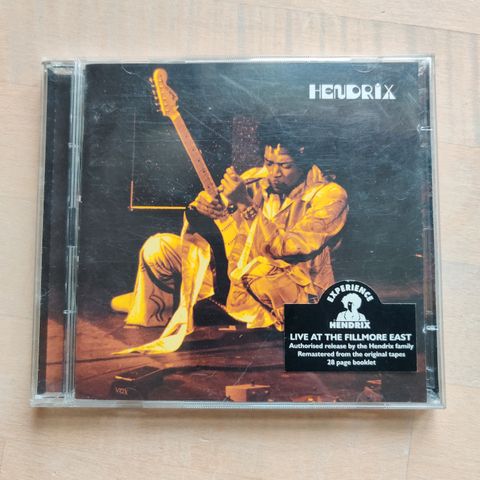 HENDRIX
EXPERIENCE
HENDRIX
LIVE AT THE FILLMORE EAST
Authorised release by the Hendrix family
Remastered from the original tapes
28 page booklet